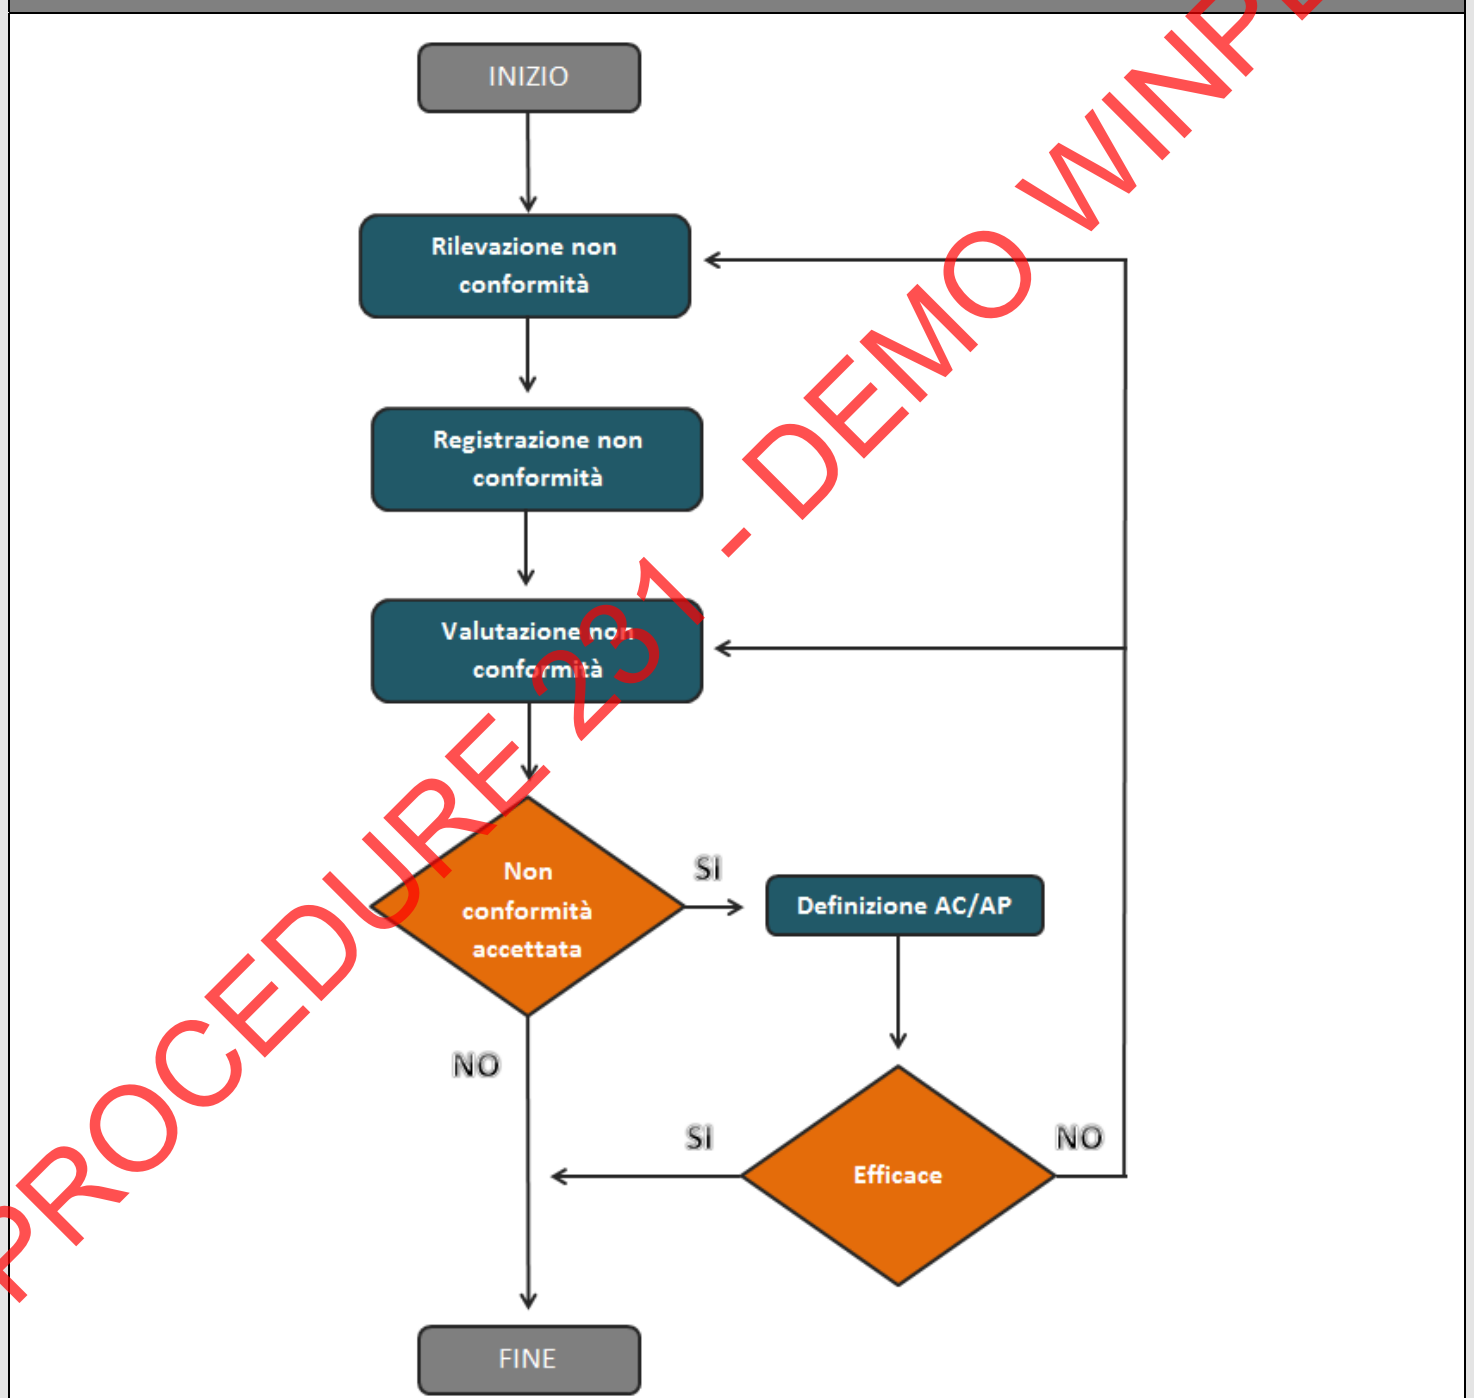 INIZIO
Rilevazione non
conformità
Registrazione non
conformità
Valutazione non
conformità
Non
conformità
accettata
SI
Definizione AC/AP
NO
SI
Efficace
NO
FINE
PROCEDURE 231 - DEMO